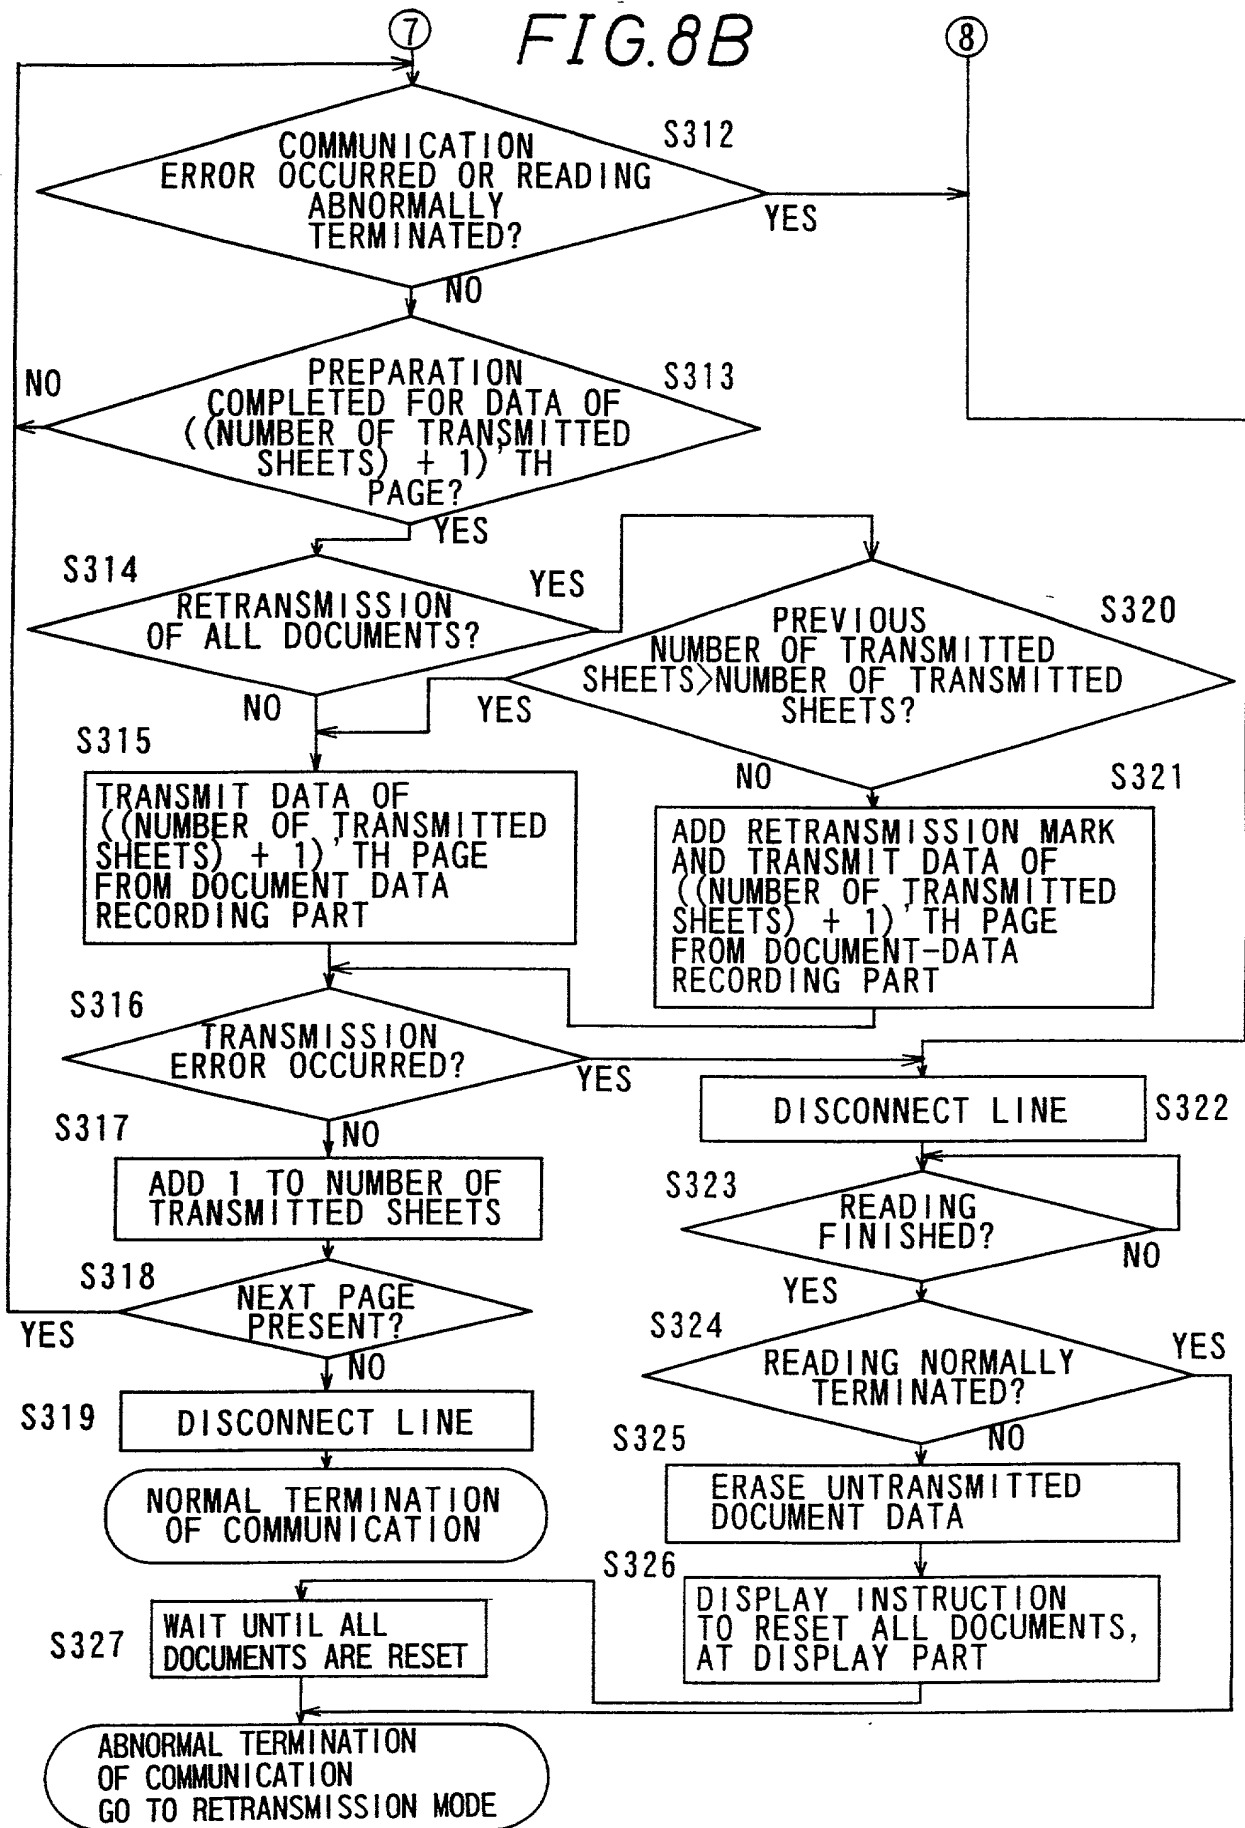 ⑦
FIG.8B
⑧
S312
COMMUNICATION
ERROR OCCURRED OR READING
ABNORMALLY
TERMINATED?
YES
NO
S313
PREPARATION
COMPLETED FOR DATA OF
((NUMBER OF TRANSMITTED
SHEETS) + 1)'TH
PAGE?
NO
YES
S314
RETRANSMISSION
OF ALL DOCUMENTS?
YES
NO
S320
PREVIOUS
NUMBER OF TRANSMITTED
SHEETS>NUMBER OF TRANSMITTED
SHEETS?
YES
NO
S315
TRANSMIT DATA OF
((NUMBER OF TRANSMITTED
SHEETS) + 1)'TH PAGE
FROM DOCUMENT DATA
RECORDING PART
S321
ADD RETRANSMISSION MARK
AND TRANSMIT DATA OF
((NUMBER OF TRANSMITTED
SHEETS) + 1)'TH PAGE
FROM DOCUMENT-DATA
RECORDING PART
S316
TRANSMISSION
ERROR OCCURRED?
YES
NO
S317
ADD 1 TO NUMBER OF
TRANSMITTED SHEETS
S318
NEXT PAGE
PRESENT?
YES
NO
S319
DISCONNECT LINE
NORMAL TERMINATION
OF COMMUNICATION
DISCONNECT LINE
S322
S323
READING
FINISHED?
NO
YES
S324
READING NORMALLY
TERMINATED?
YES
NO
S325
ERASE UNTRANSMITTED
DOCUMENT DATA
S326
DISPLAY INSTRUCTION
TO RESET ALL DOCUMENTS,
AT DISPLAY PART
S327
WAIT UNTIL ALL
DOCUMENTS ARE RESET
ABNORMAL TERMINATION
OF COMMUNICATION
GO TO RETRANSMISSION MODE